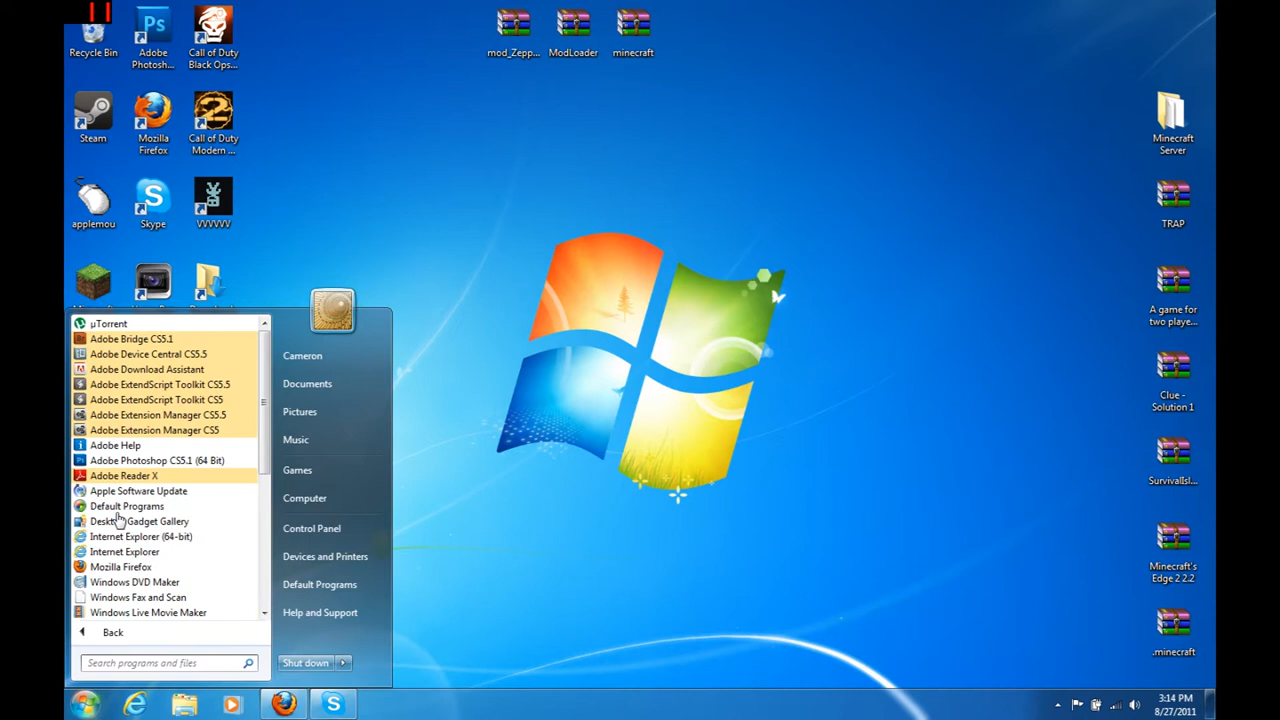 Recycle Bin
Adobe
Photosh...
Call of Duty
Black Ops...
mod_Zepp...
ModLoader
minecraft
Steam
Mozilla
Firefox
Call of Duty
Modern ...
Minecraft
Server
applemou
Skype
VVVVVV
TRAP
A game for
two playe...
Clue -
Solution 1
SurvivalIsl...
Minecraft's
Edge 2 2.2
.minecraft
µTorrent
Adobe Bridge CS5.1
Adobe Device Central CS5.5
Adobe Download Assistant
Adobe ExtendScript Toolkit CS5.5
Adobe ExtendScript Toolkit CS5
Adobe Extension Manager CS5.5
Adobe Extension Manager CS5
Adobe Help
Adobe Photoshop CS5.1 (64 Bit)
Adobe Reader X
Apple Software Update
Default Programs
Desktop Gadget Gallery
Internet Explorer (64-bit)
Internet Explorer
Mozilla Firefox
Windows DVD Maker
Windows Fax and Scan
Windows Live Movie Maker
Back
Search programs and files
Cameron
Documents
Pictures
Music
Games
Computer
Control Panel
Devices and Printers
Default Programs
Help and Support
Shut down
3:14 PM
8/27/2011